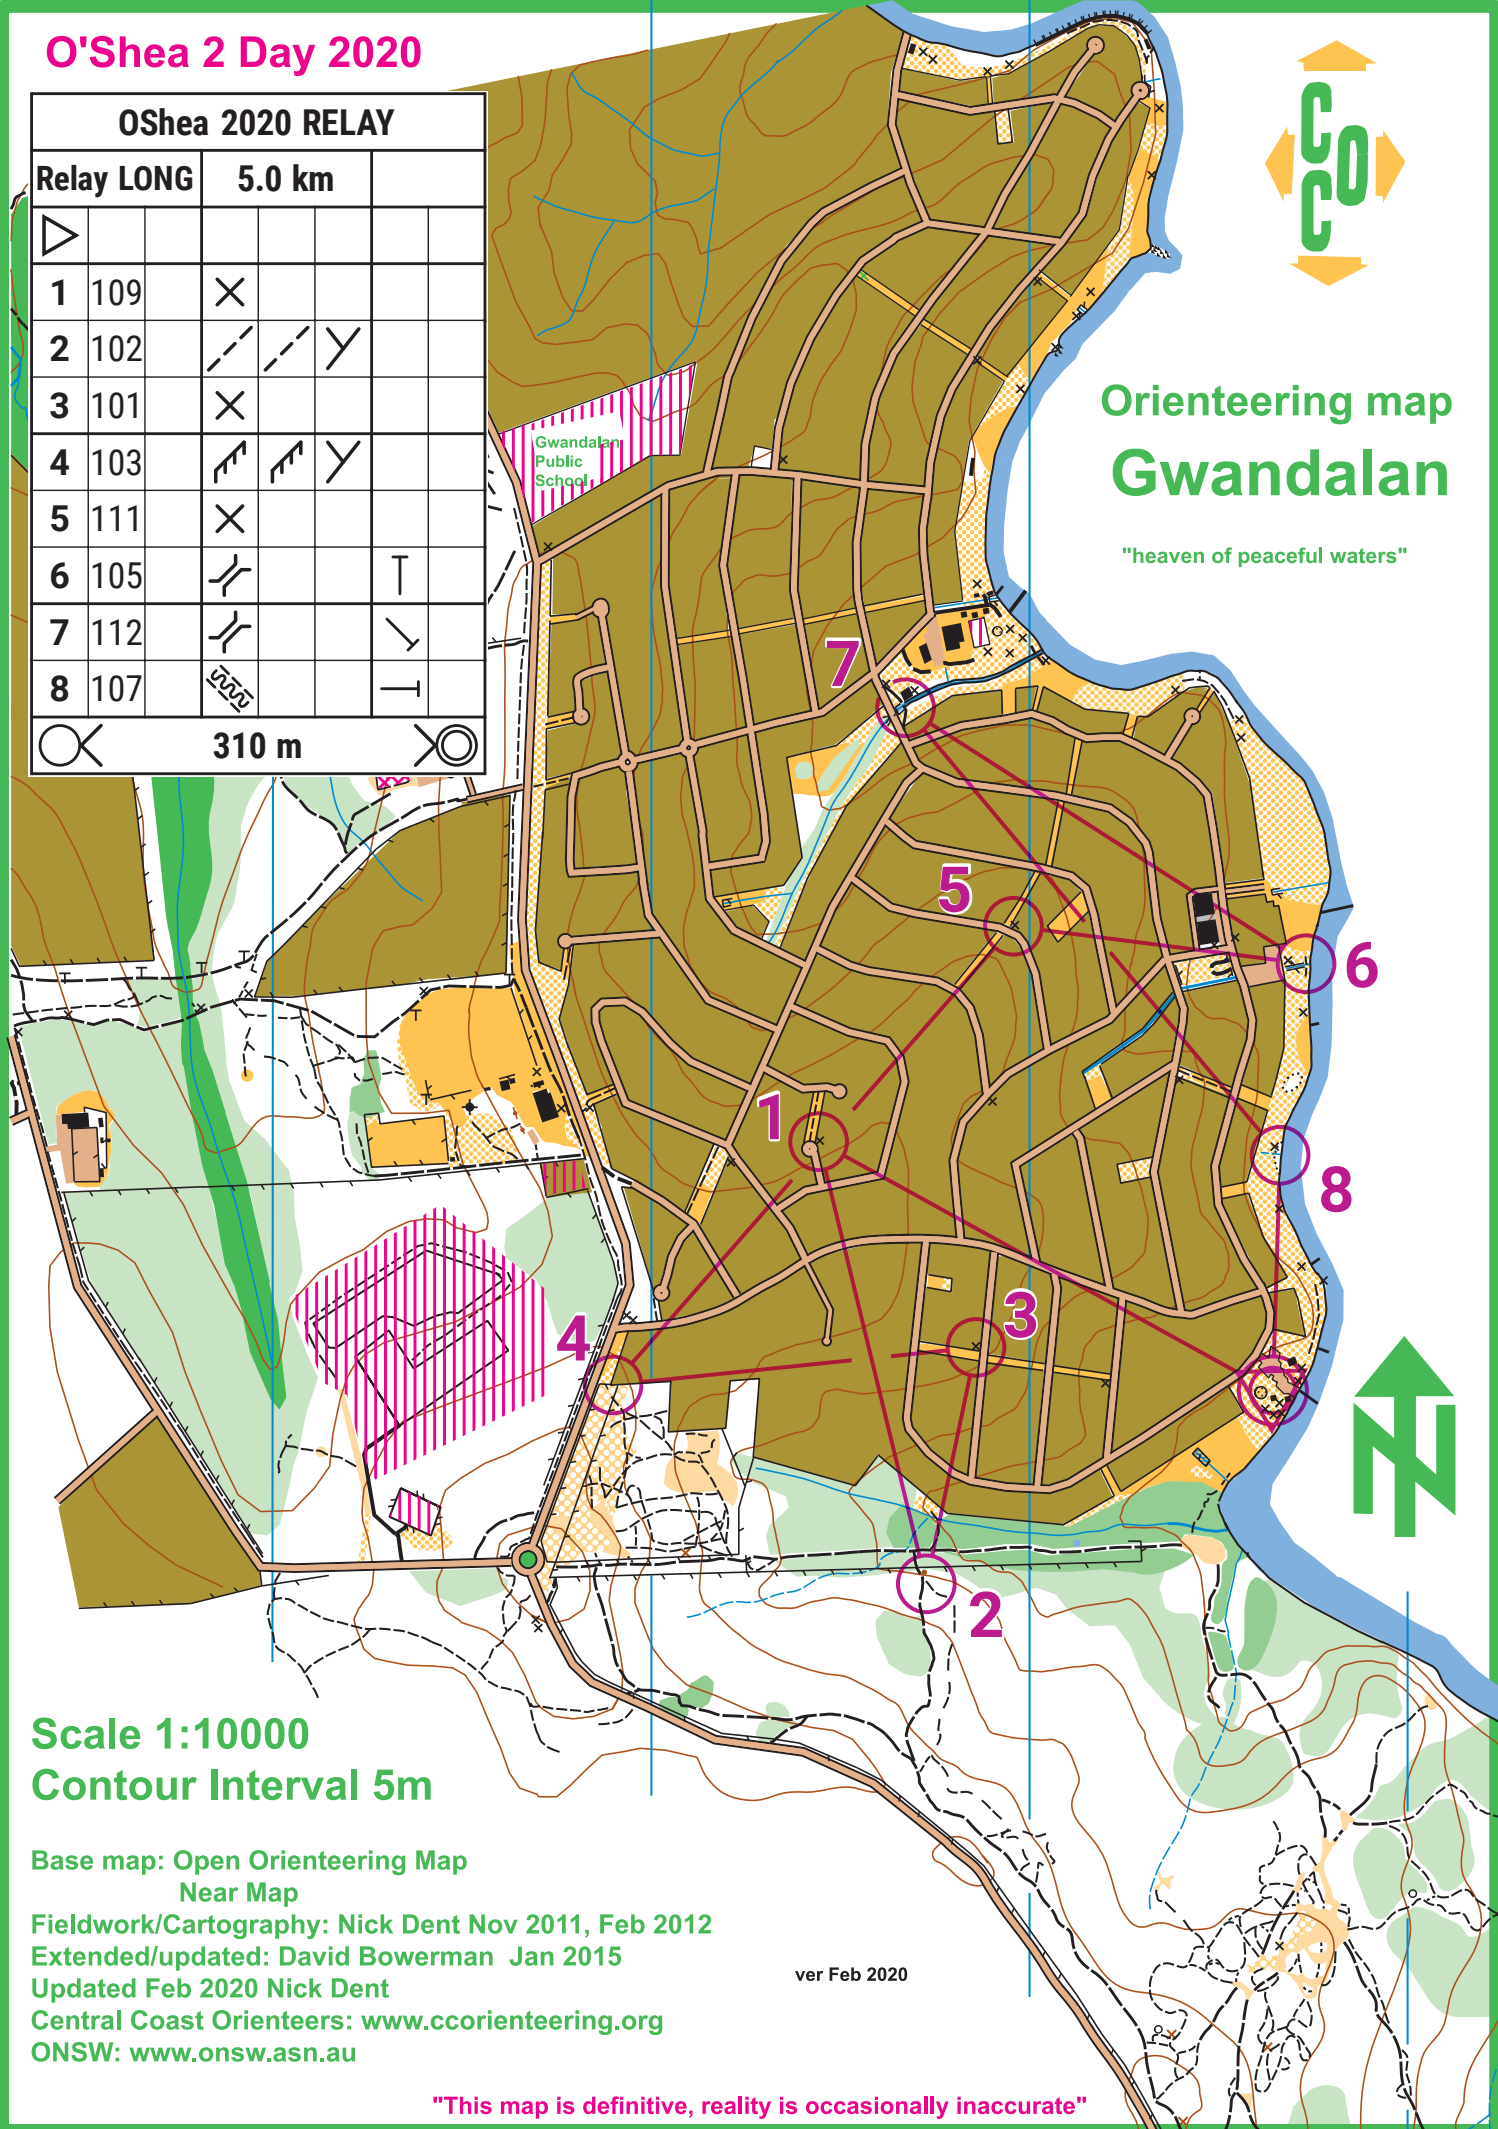 O'Shea 2 Day 2020
OShea 2020 RELAY
Relay LONG 5.0 km
1 109
2 102
3 101
4 103
5 111
6 105
7 112
8 107
310 m
COC
Orienteering map
Gwandalan
"heaven of peaceful waters"
Gwandalan
Public
School
7
5
6
1
8
3
4
2
N
Scale 1:10000
Contour Interval 5m
Base map: Open Orienteering Map
Near Map
Fieldwork/Cartography: Nick Dent Nov 2011, Feb 2012
Extended/updated: David Bowerman Jan 2015
Updated Feb 2020 Nick Dent
Central Coast Orienteers: www.ccorienteering.org
ONSW: www.onsw.asn.au
ver Feb 2020
"This map is definitive, reality is occasionally inaccurate"